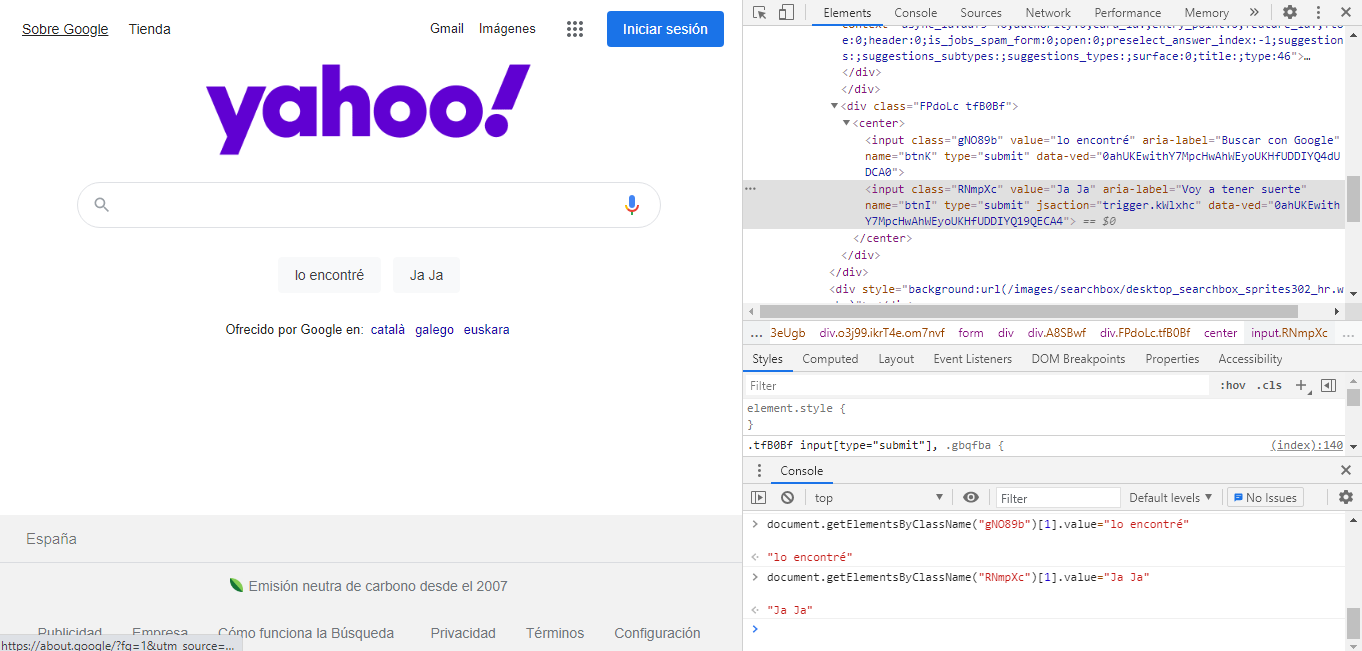 Sobre Google Tienda Gmail Imágenes Iniciar sesión
yahoo!
lo encontré Ja Ja
Ofrecido por Google en: català galego euskara
España
Emisión neutra de carbono desde el 2007
Publicidad Empresa Cómo funciona la Búsqueda Privacidad Términos Configuración
https://about.google/?fg=1&utm_source=...
Elements Console Sources Network Performance Memory »
e:0;header:0;is_jobs_spam_form:0;open:0;preselect_answer_index:-1;suggestion
s:;suggestions_subtypes:;suggestions_types:;surface:0;title:;type:46">…
</div>
</div>
<div class="FPdoLc tfB0Bf">
<center>
<input class="gNO89b" value="lo encontré" aria-label="Buscar con Google"
name="btnK" type="submit" data-ved="0ahUKEwithY7MpcHwAhWEyoUKHfUDDIYQ4dU
DCA0">
<input class="RNmpXc" value="Ja Ja" aria-label="Voy a tener suerte"
name="btnI" type="submit" jsaction="trigger.kWlxhc" data-ved="0ahUKEwith
Y7MpcHwAhWEyoUKHfUDDIYQ19QECA4"> == $0
</center>
</div>
</div>
<div style="background:url(/images/searchbox/desktop_searchbox_sprites302_hr.w
... 3eUgb div.o3j99.ikrT4e.om7nvf form div div.A8SBwf div.FPdoLc.tfB0Bf center input.RNmpXc ...
Styles Computed Layout Event Listeners DOM Breakpoints Properties Accessibility
Filter :hov .cls +
element.style {
}
.tfB0Bf input[type="submit"], .gbqfba { (index):140
Console
top Filter Default levels No Issues
> document.getElementsByClassName("gNO89b")[1].value="lo encontré"
"lo encontré"
> document.getElementsByClassName("RNmpXc")[1].value="Ja Ja"
"Ja Ja"
>